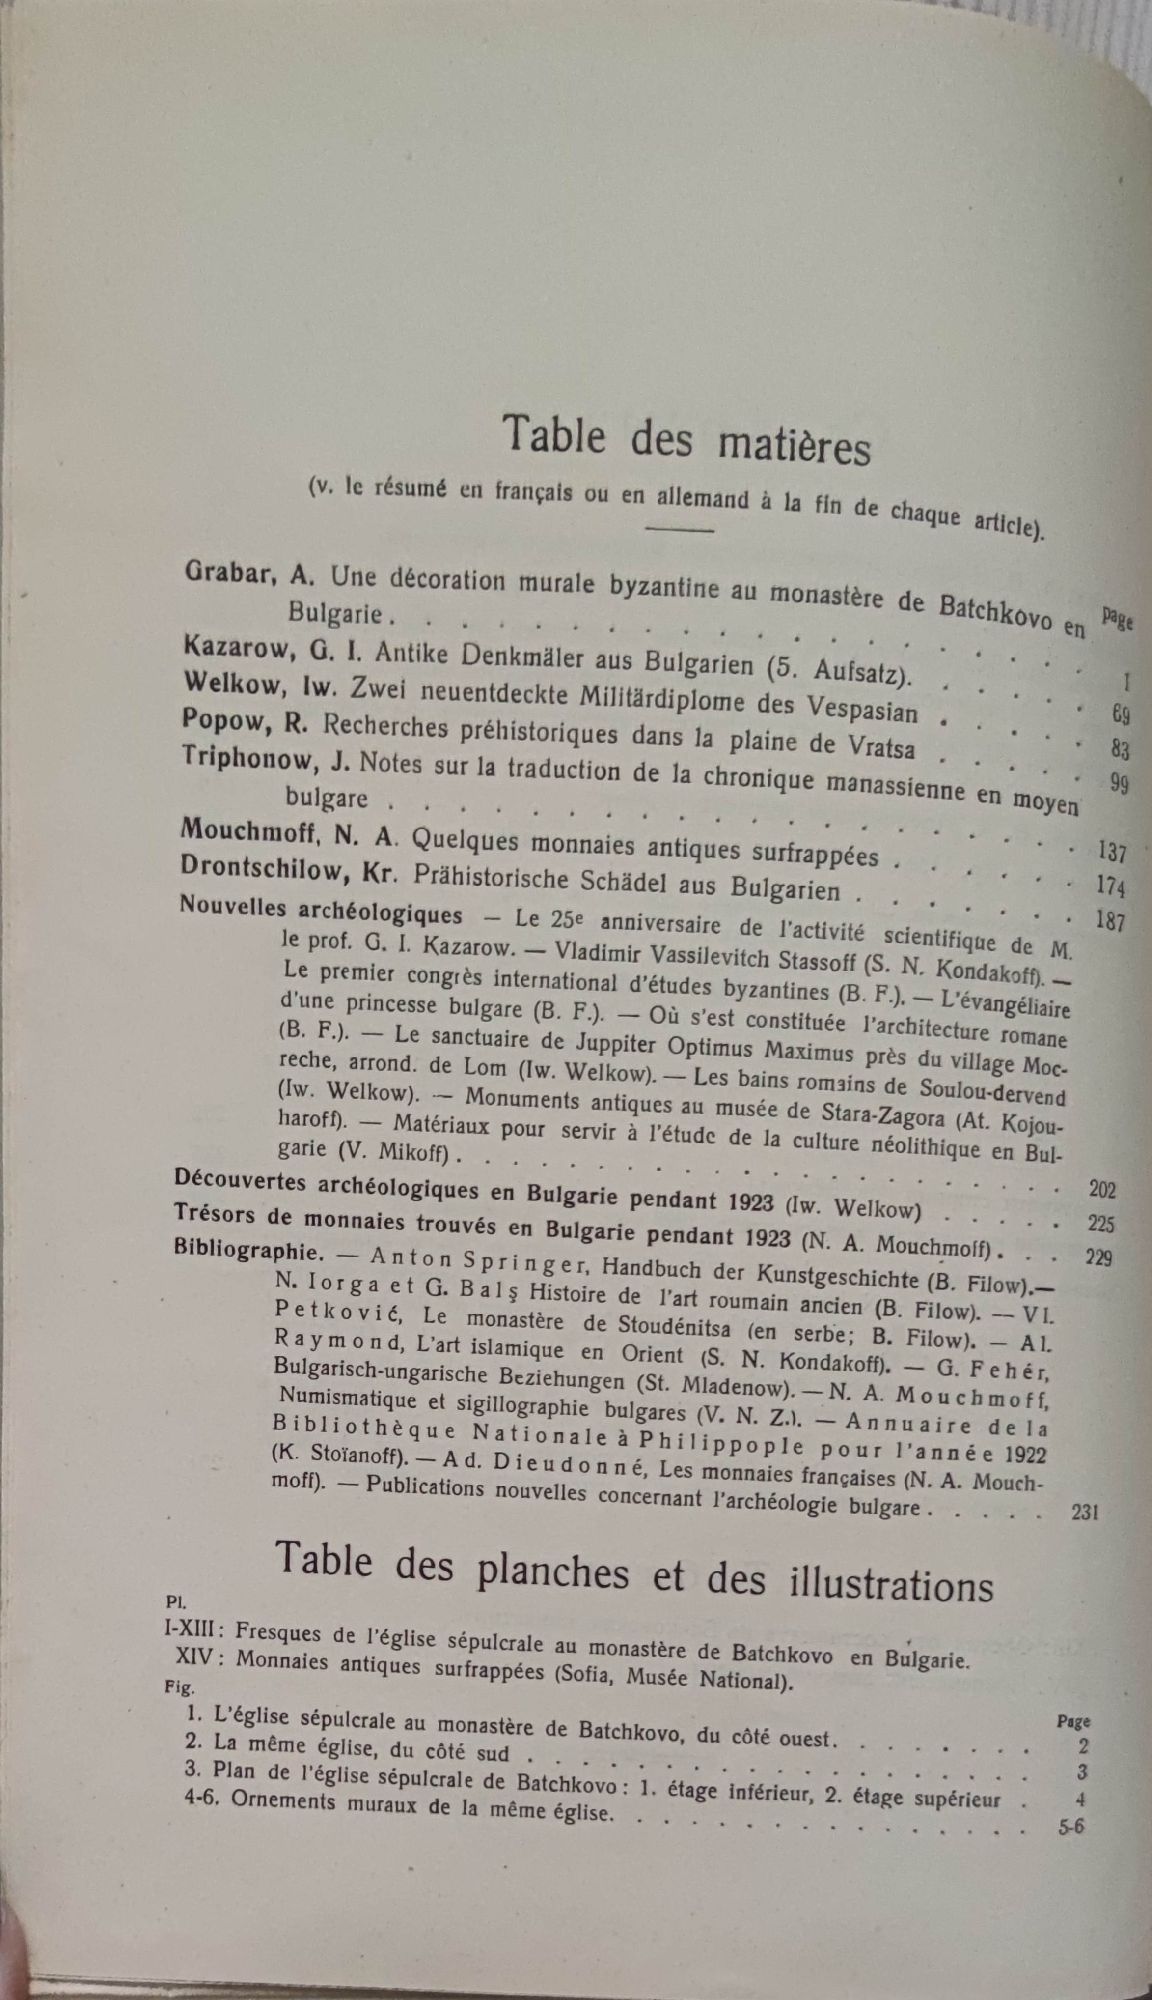 Table des matières
(v. le résumé en français ou en allemand à la fin de chaque article).
Page
Grabar, A. Une décoration murale byzantine au monastère de Batchkovo en
Bulgarie . . . . . . . . . . . . . . . . . . 1
Kazarow, G. I. Antike Denkmäler aus Bulgarien (5. Aufsatz). . . . . . 69
Welkow, Iw. Zwei neuentdeckte Militärdiplome des Vespasian . . . . . 83
Popow, R. Recherches préhistoriques dans la plaine de Vratsa . . . . . 99
Triphonow, J. Notes sur la traduction de la chronique manassienne en moyen
bulgare . . . . . . . . . . . . . . . . . . 137
Mouchmoff, N. A. Quelques monnaies antiques surfrappées . . . . . . 174
Drontschilow, Kr. Prähistorische Schädel aus Bulgarien . . . . . . . 187
Nouvelles archéologiques — Le 25e anniversaire de l'activité scientifique de M.
le prof. G. I. Kazarow. — Vladimir Vassilevitch Stassoff (S. N. Kondakoff). —
Le premier congrès international d'études byzantines (B. F.). — L'évangéliaire
d'une princesse bulgare (B. F.). — Où s'est constituée l'architecture romane
(B. F.). — Le sanctuaire de Juppiter Optimus Maximus près du village Moc-
reche, arrond. de Lom (Iw. Welkow). — Les bains romains de Soulou-dervend
(Iw. Welkow). — Monuments antiques au musée de Stara-Zagora (At. Kojou-
haroff). — Matériaux pour servir à l'étude de la culture néolithique en Bul-
garie (V. Mikoff) . . . . . . . . . . . . . . . . . 202
Découvertes archéologiques en Bulgarie pendant 1923 (Iw. Welkow) . . . . . 225
Trésors de monnaies trouvés en Bulgarie pendant 1923 (N. A. Mouchmoff) . . . 229
Bibliographie. — Anton Springer, Handbuch der Kunstgeschichte (B. Filow).—
N. Iorga et G. Balş Histoire de l'art roumain ancien (B. Filow). — Vl.
Petković, Le monastère de Stoudénitsa (en serbe; B. Filow). — Al.
Raymond, L'art islamique en Orient (S. N. Kondakoff). — G. Fehér,
Bulgarisch-ungarische Beziehungen (St. Mladenow). — N. A. Mouchmoff,
Numismatique et sigillographie bulgares (V. N. Z.). — Annuaire de la
Bibliothèque Nationale à Philippople pour l'année 1922
(K. Stoïanoff). — Ad. Dieudonné, Les monnaies françaises (N. A. Mouch-
moff). — Publications nouvelles concernant l'archéologie bulgare . . . . . 231
Table des planches et des illustrations
Pl.
I-XIII: Fresques de l'église sépulcrale au monastère de Batchkovo en Bulgarie.
XIV: Monnaies antiques surfrappées (Sofia, Musée National).
Fig.
Page
1. L'église sépulcrale au monastère de Batchkovo, du côté ouest. . . . . . . . 2
2. La même église, du côté sud . . . . . . . . . . . . . . . . . . 3
3. Plan de l'église sépulcrale de Batchkovo: 1. étage inférieur, 2. étage supérieur . 4
4-6. Ornements muraux de la même église. . . . . . . . . . . . . . . . 5-6